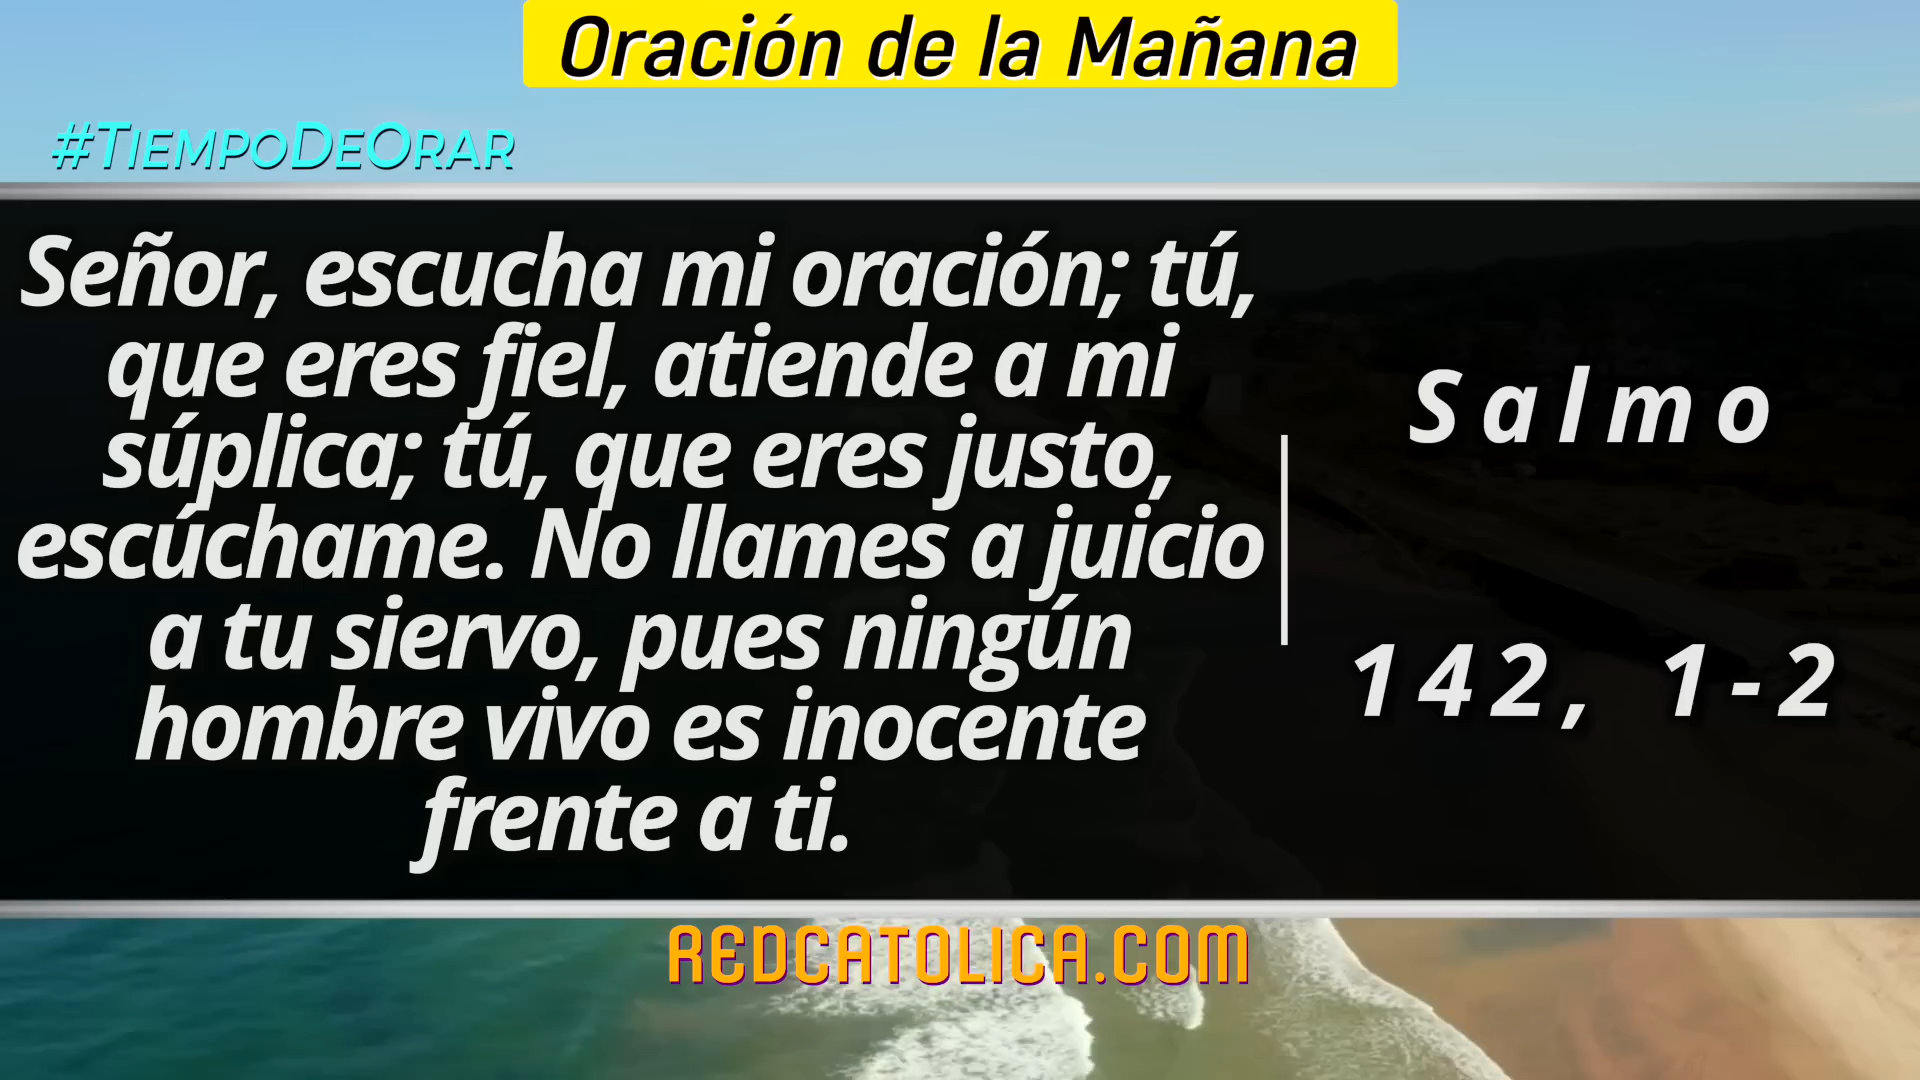 Oración de la Mañana
#TiempoDeOrar
Señor, escucha mi oración; tú,
que eres fiel, atiende a mi
súplica; tú, que eres justo,
escúchame. No llames a juicio
a tu siervo, pues ningún
hombre vivo es inocente
frente a ti.
Salmo
142, 1-2
REDCATOLICA.COM